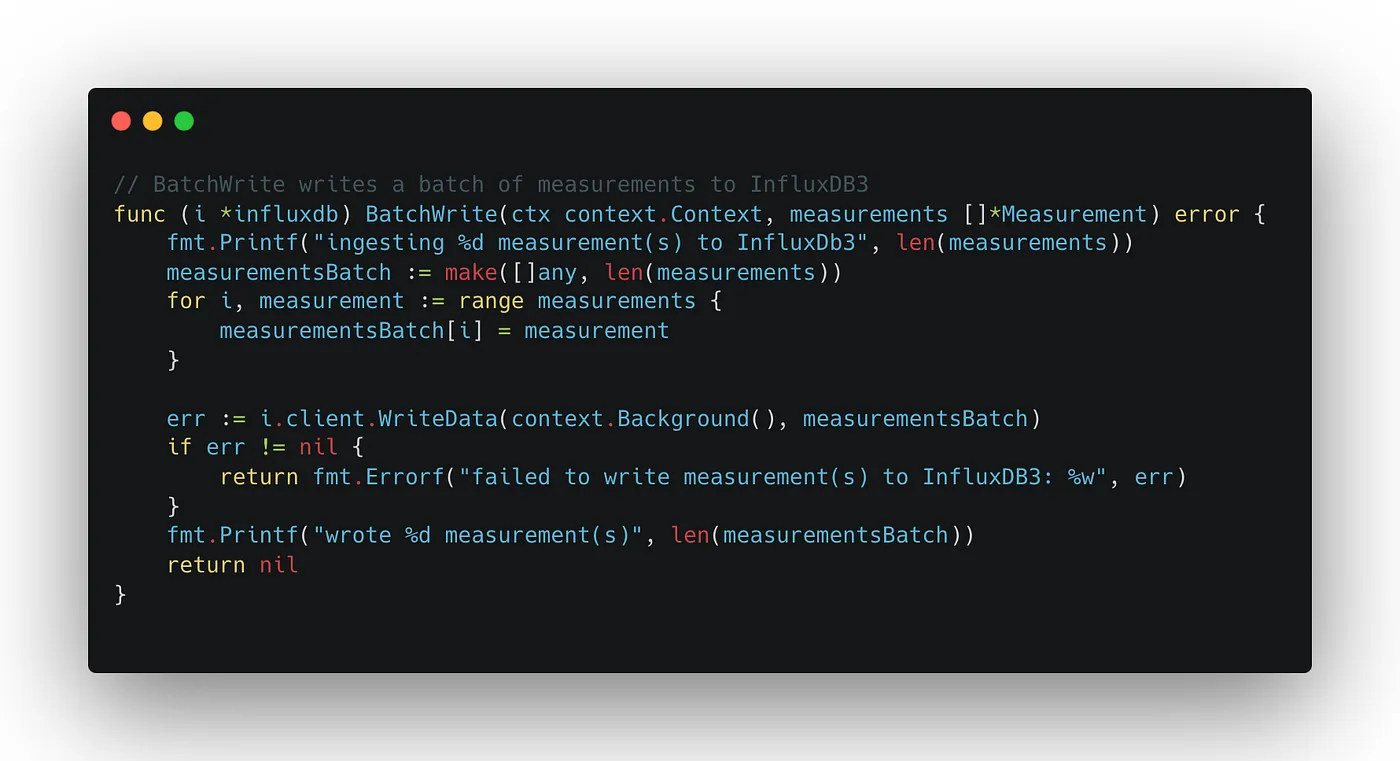 // BatchWrite writes a batch of measurements to InfluxDB3
func (i *influxdb) BatchWrite(ctx context.Context, measurements []*Measurement) error {
    fmt.Printf("ingesting %d measurement(s) to InfluxDb3", len(measurements))
    measurementsBatch := make([]any, len(measurements))
    for i, measurement := range measurements {
        measurementsBatch[i] = measurement
    }

    err := i.client.WriteData(context.Background(), measurementsBatch)
    if err != nil {
        return fmt.Errorf("failed to write measurement(s) to InfluxDB3: %w", err)
    }
    fmt.Printf("wrote %d measurement(s)", len(measurementsBatch))
    return nil
}